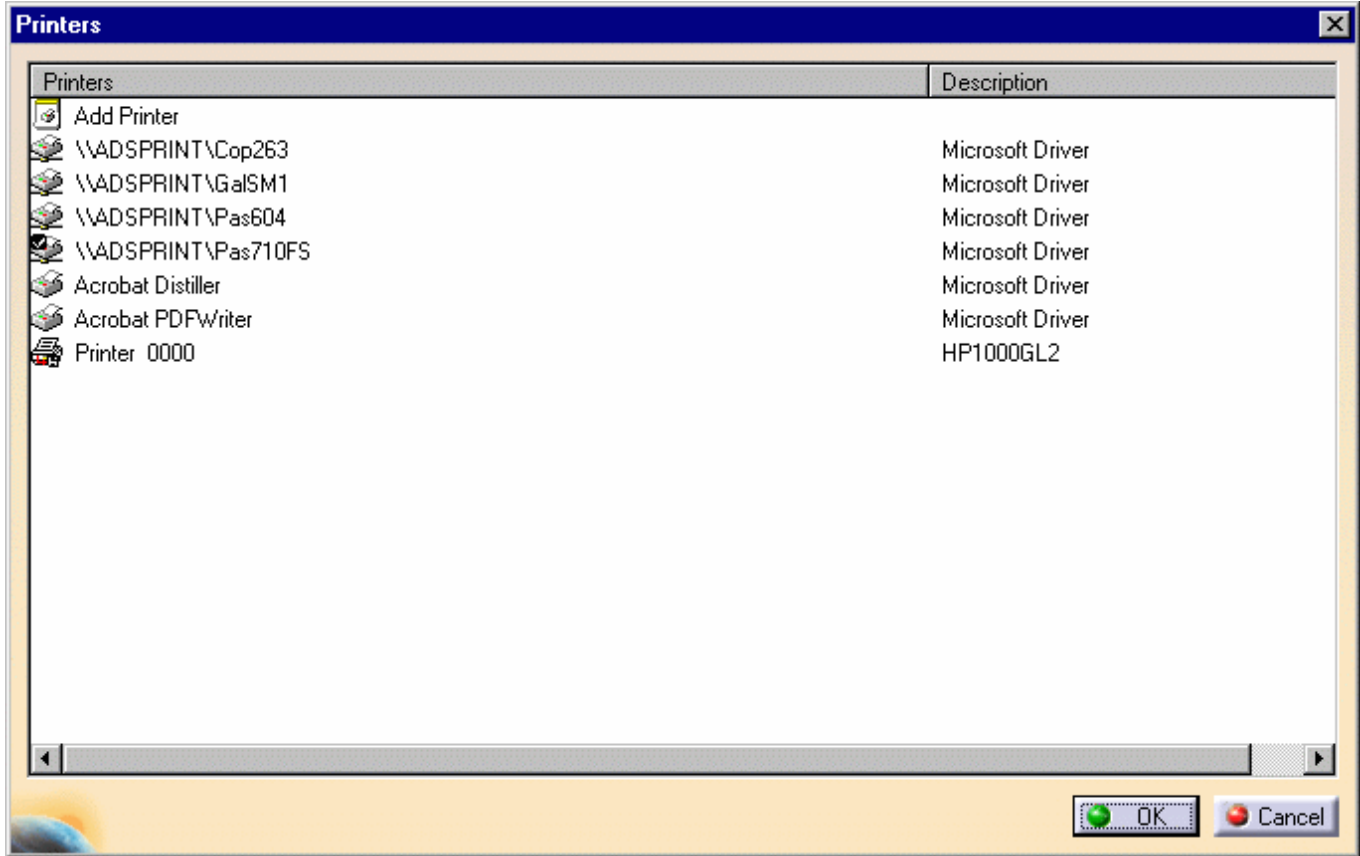 Printers
Printers Description
Add Printer
\\ADSPRINT\Cop263 Microsoft Driver
\\ADSPRINT\GalSM1 Microsoft Driver
\\ADSPRINT\Pas604 Microsoft Driver
\\ADSPRINT\Pas710FS Microsoft Driver
Acrobat Distiller Microsoft Driver
Acrobat PDFWriter Microsoft Driver
Printer 0000 HP1000GL2
OK Cancel